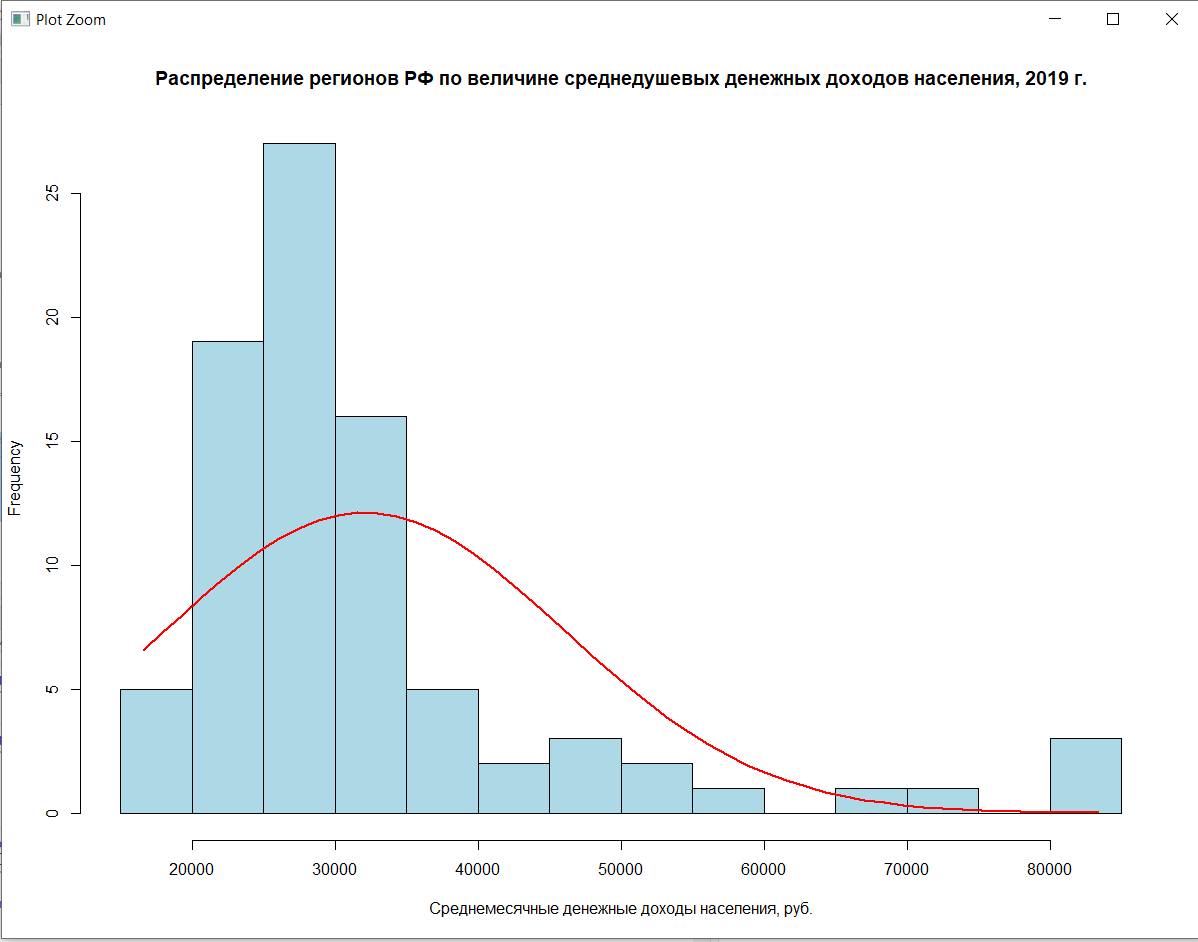 Plot Zoom
Распределение регионов РФ по величине среднедушевых денежных доходов населения, 2019 г.
25
20
15
10
5
0
Frequency
20000 30000 40000 50000 60000 70000 80000
Среднемесячные денежные доходы населения, руб.